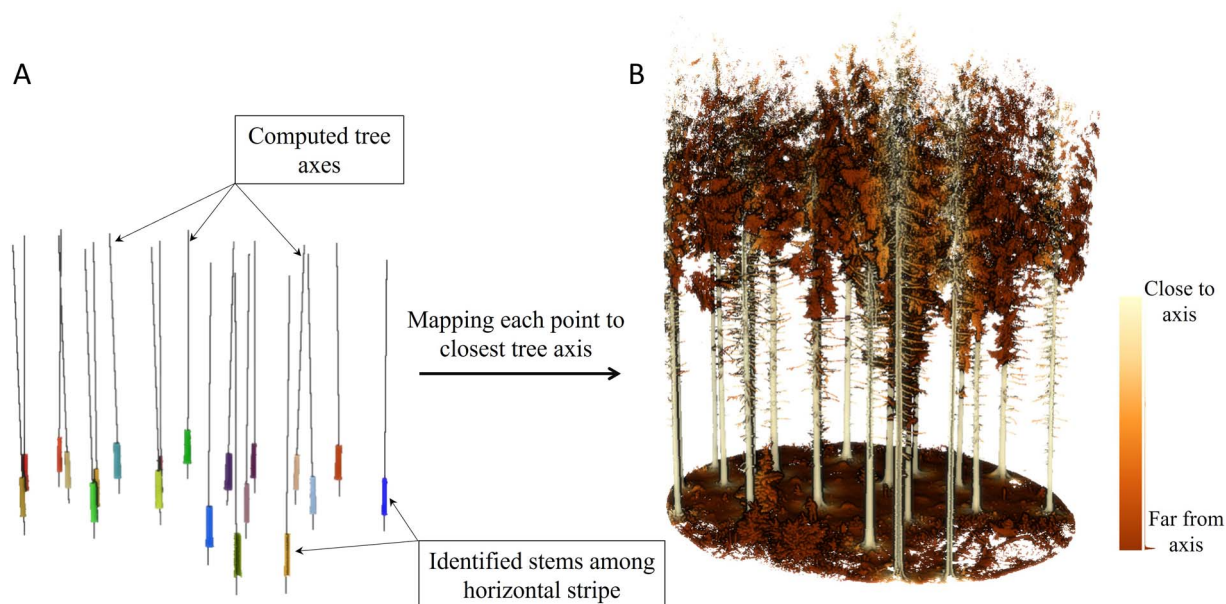 A
B
Computed tree
axes
Mapping each point to
closest tree axis
Close to
axis
Far from
axis
Identified stems among
horizontal stripe